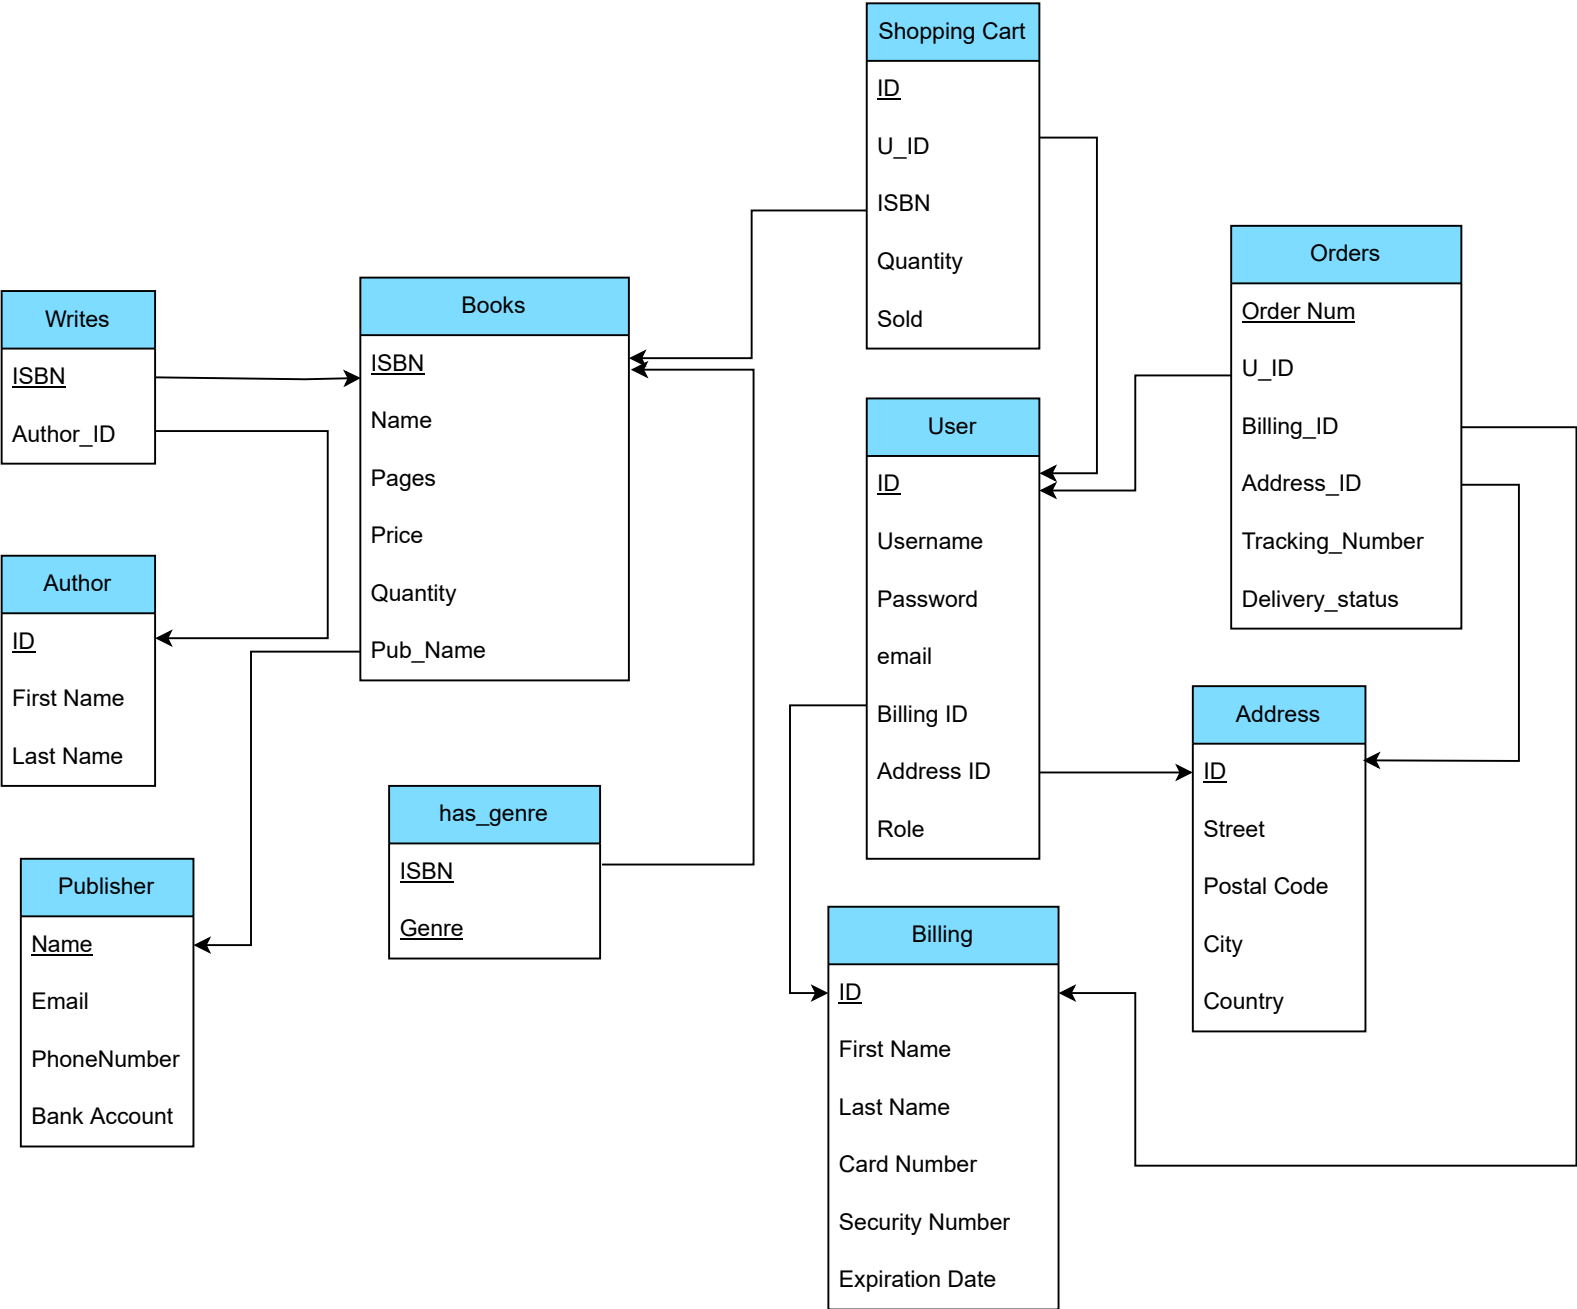 Shopping Cart
ID
U_ID
ISBN
Quantity
Sold
Orders
Order Num
U_ID
Billing_ID
Address_ID
Tracking_Number
Delivery_status
Books
ISBN
Name
Pages
Price
Quantity
Pub_Name
Writes
ISBN
Author_ID
User
ID
Username
Password
email
Billing ID
Address ID
Role
Author
ID
First Name
Last Name
Address
ID
Street
Postal Code
City
Country
has_genre
ISBN
Genre
Publisher
Name
Email
PhoneNumber
Bank Account
Billing
ID
First Name
Last Name
Card Number
Security Number
Expiration Date